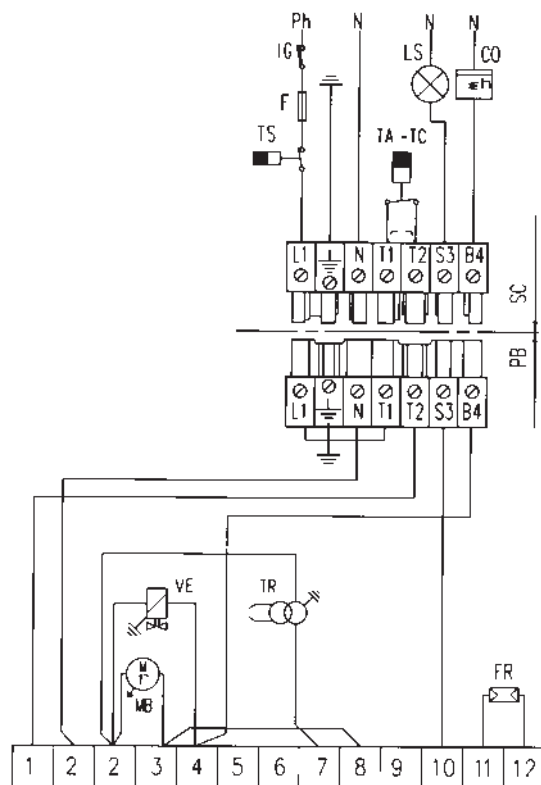 Ph N N N
IG LS CO
h
F
TS TA - TC
L1 N T1 T2 S3 B4
SC
PB
L1 N T1 T2 S3 B4
VE TR
M
MB FR
1 2 2 3 4 5 6 7 8 9 10 11 12